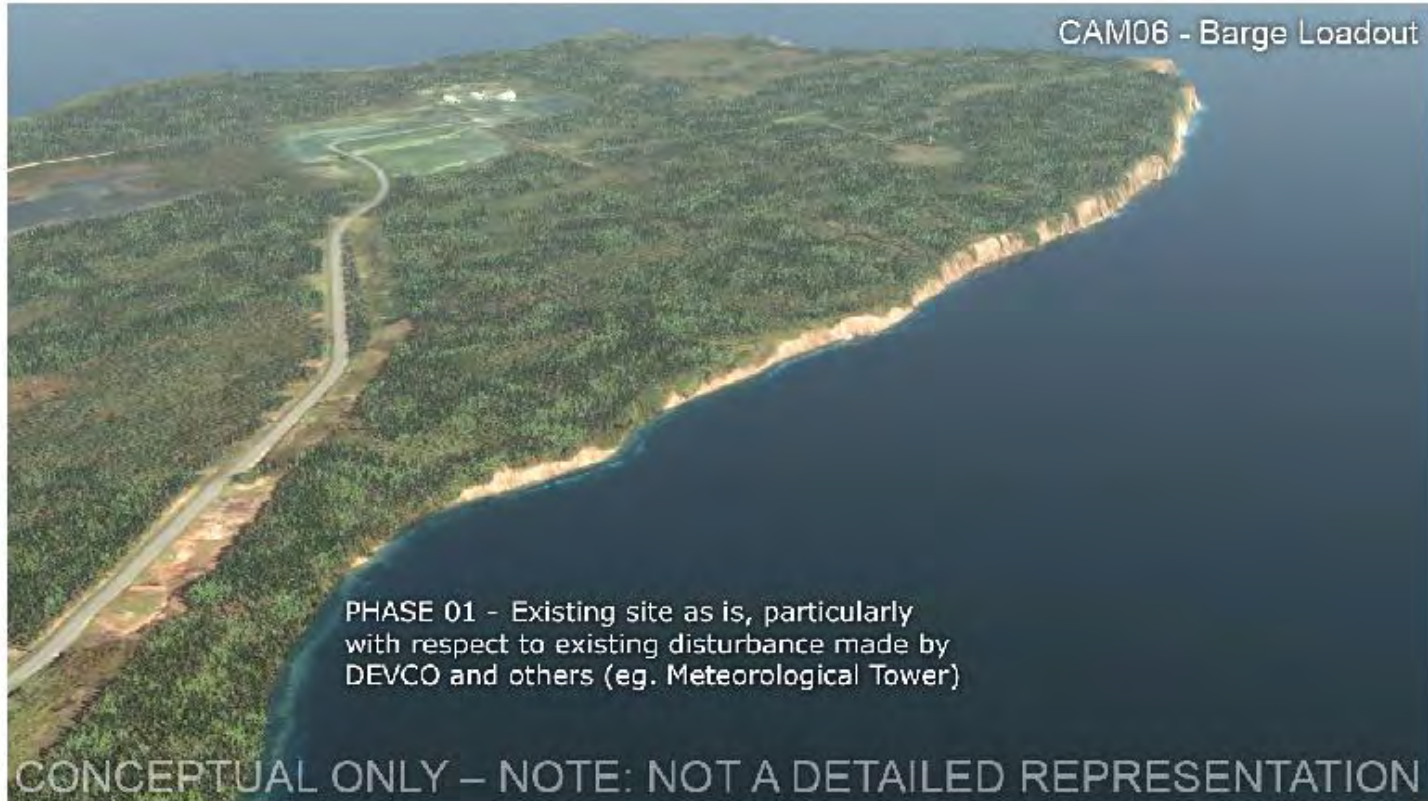 CAM06 - Barge Loadout
PHASE 01 - Existing site as is, particularly
with respect to existing disturbance made by
DEVCO and others (eg. Meteorological Tower)
CONCEPTUAL ONLY – NOTE: NOT A DETAILED REPRESENTATION